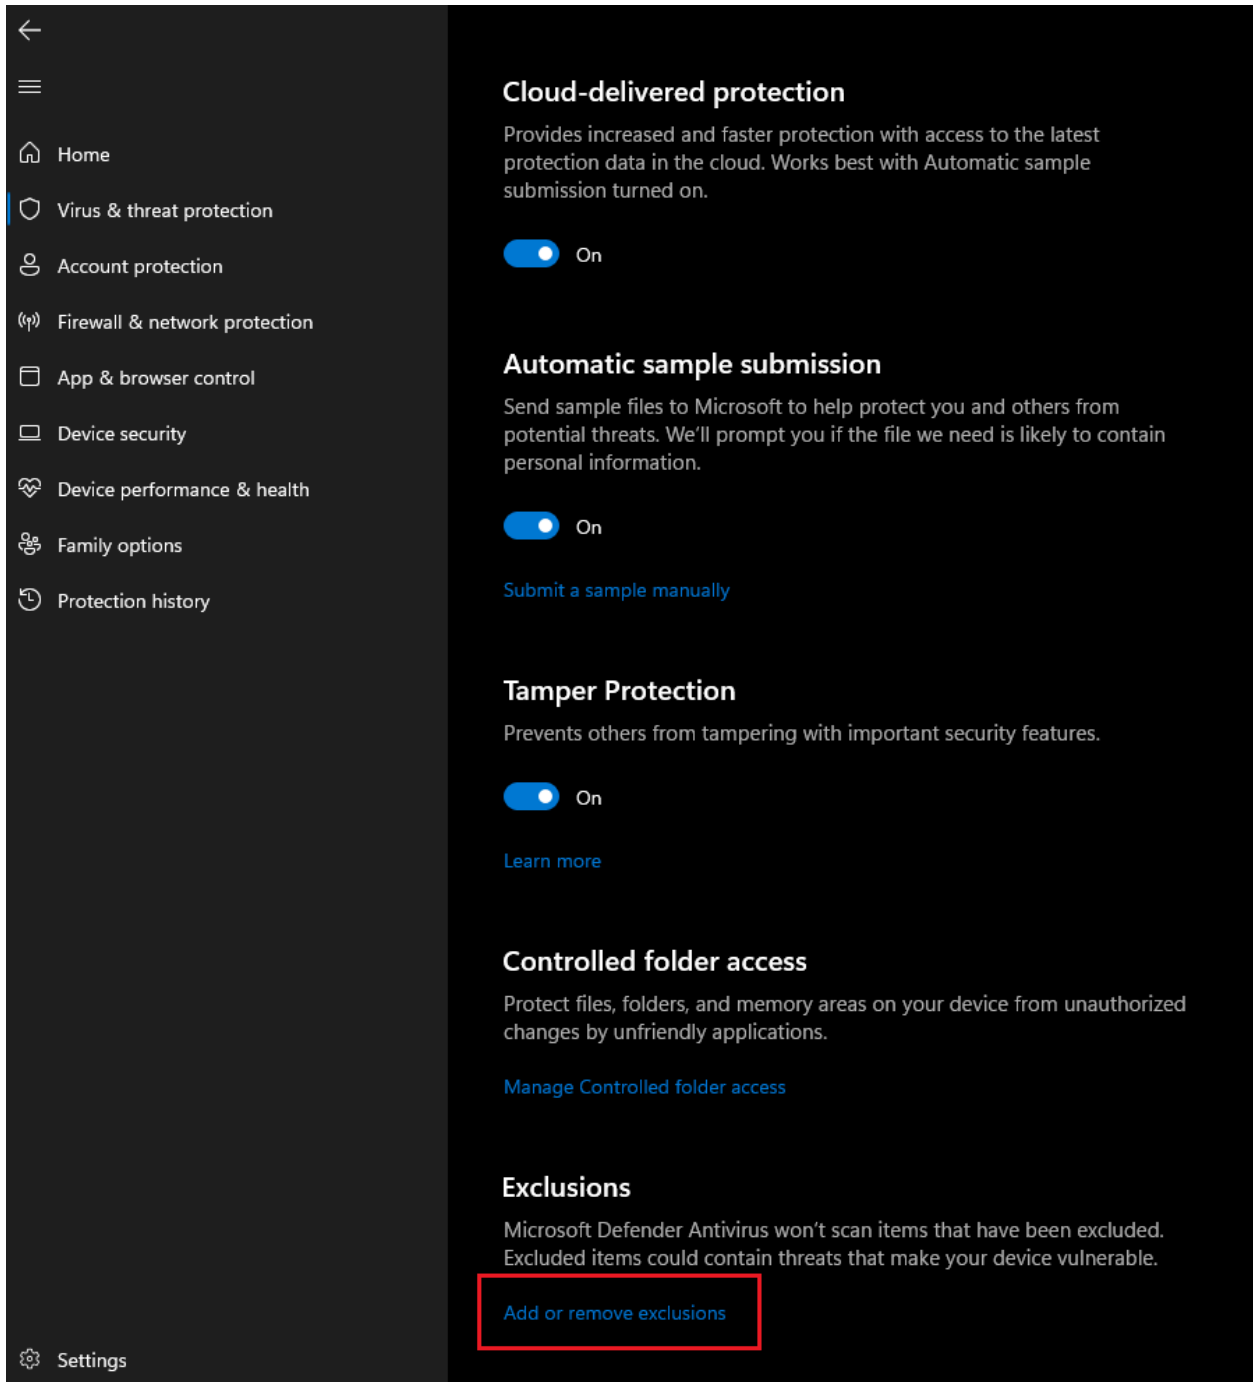 Home
Virus & threat protection
Account protection
Firewall & network protection
App & browser control
Device security
Device performance & health
Family options
Protection history
Settings
Cloud-delivered protection
Provides increased and faster protection with access to the latest
protection data in the cloud. Works best with Automatic sample
submission turned on.
On
Automatic sample submission
Send sample files to Microsoft to help protect you and others from
potential threats. We'll prompt you if the file we need is likely to contain
personal information.
On
Submit a sample manually
Tamper Protection
Prevents others from tampering with important security features.
On
Learn more
Controlled folder access
Protect files, folders, and memory areas on your device from unauthorized
changes by unfriendly applications.
Manage Controlled folder access
Exclusions
Microsoft Defender Antivirus won't scan items that have been excluded.
Excluded items could contain threats that make your device vulnerable.
Add or remove exclusions